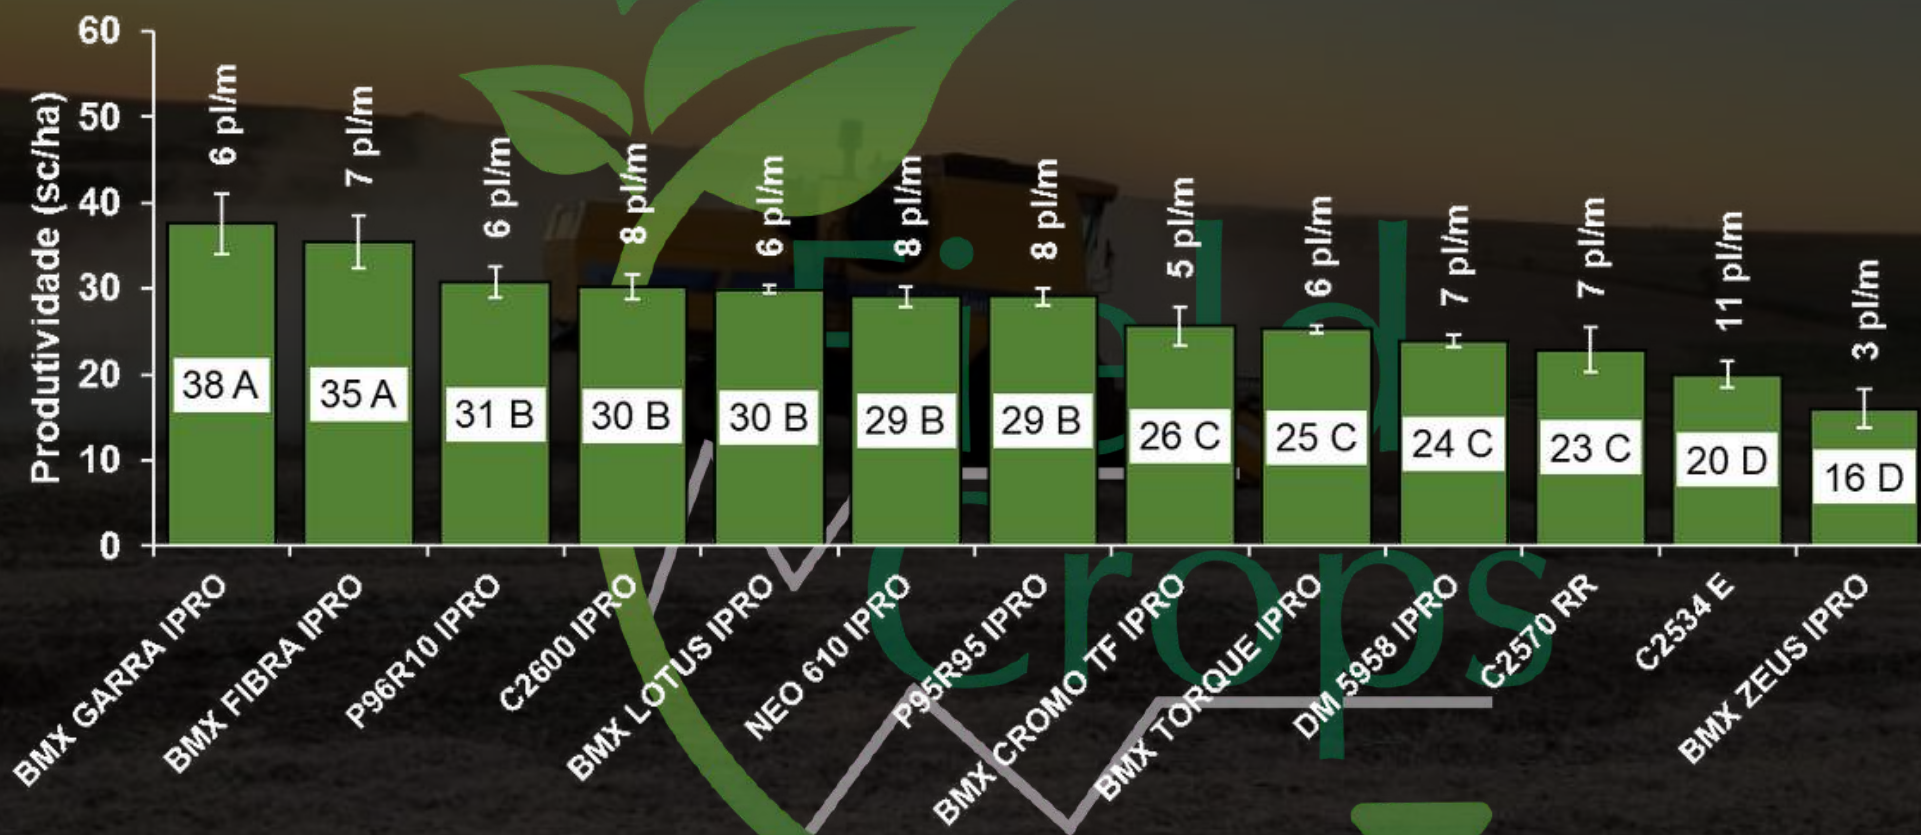 Produtividade (sc/ha)
60
50
40
30
20
10
0
6 pl/m
7 pl/m
6 pl/m
8 pl/m
6 pl/m
8 pl/m
8 pl/m
5 pl/m
6 pl/m
7 pl/m
7 pl/m
11 pl/m
3 pl/m
38 A
35 A
31 B
30 B
30 B
29 B
29 B
26 C
25 C
24 C
23 C
20 D
16 D
BMX GARRA IPRO
BMX FIBRA IPRO
P96R10 IPRO
C2600 IPRO
BMX LOTUS IPRO
NEO 610 IPRO
P95R95 IPRO
BMX CROMO TF IPRO
BMX TORQUE IPRO
DM 5958 IPRO
C2570 RR
C2534 E
BMX ZEUS IPRO
Field
Crops